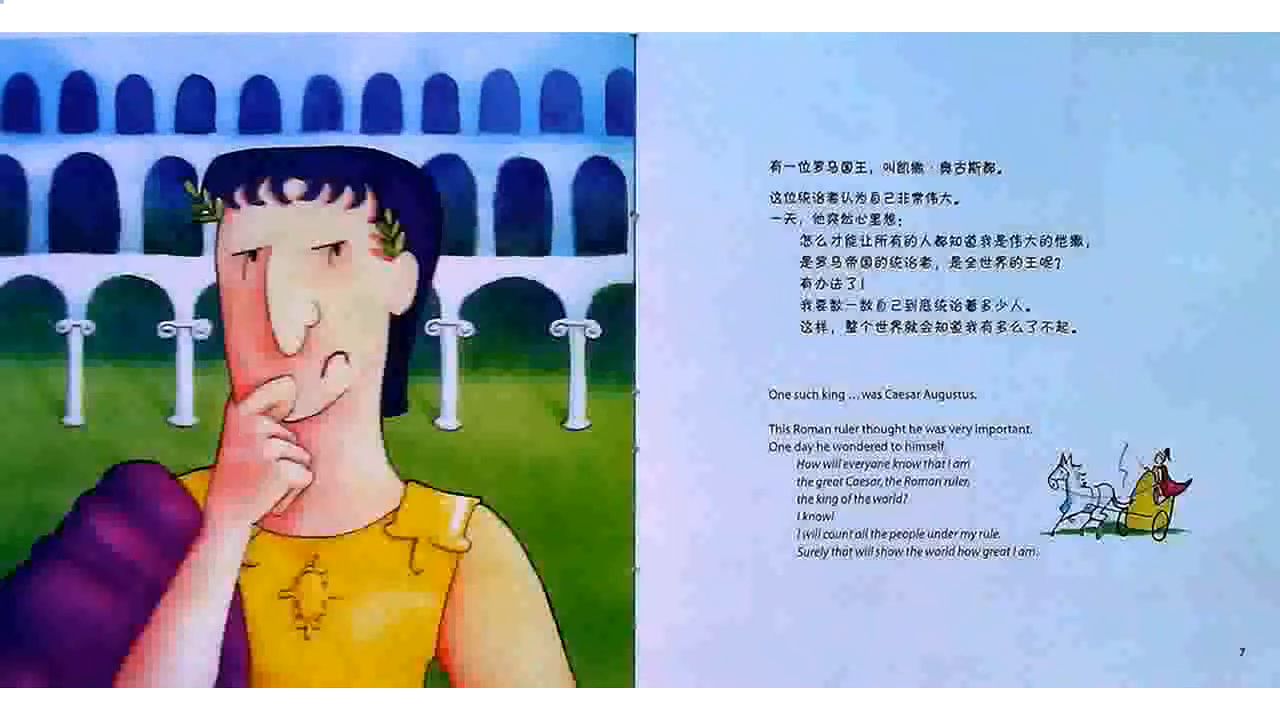 有一位罗马国王，叫凯撒·奥古斯都。
这位统治者认为自己非常伟大。
一天，他突然心里想：
怎么才能让所有的人都知道我是伟大的恺撒，
是罗马帝国的统治者，是全世界的王呢？
有办法了！
我要数一数自己到底统治着多少人。
这样，整个世界就会知道我有多么了不起。
One such king ... was Caesar Augustus.
This Roman ruler thought he was very important.
One day he wondered to himself,
How will everyone know that I am
the great Caesar, the Roman ruler,
the king of the world?
I know!
I will count all the people under my rule.
Surely that will show the world how great I am.
7